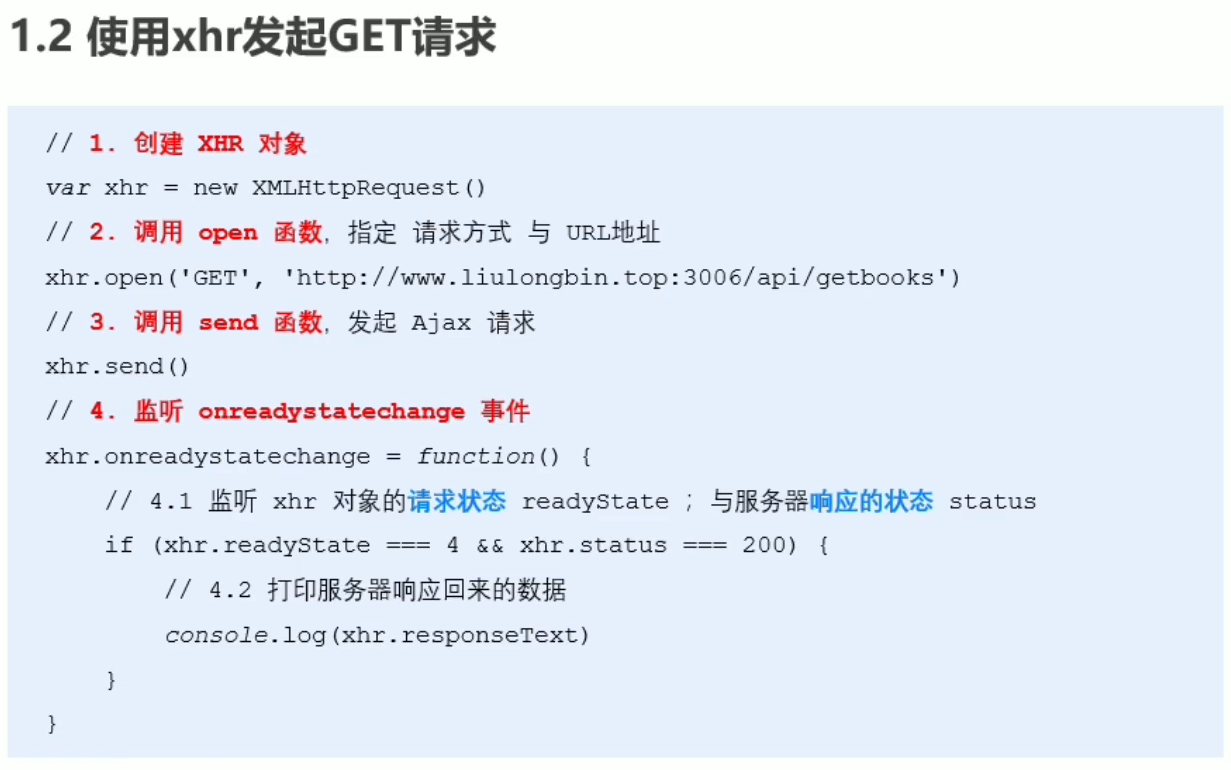 1.2 使用xhr发起GET请求
// 1. 创建 XHR 对象
var xhr = new XMLHttpRequest()
// 2. 调用 open 函数，指定 请求方式 与 URL地址
xhr.open('GET', 'http://www.liulongbin.top:3006/api/getbooks')
// 3. 调用 send 函数，发起 Ajax 请求
xhr.send()
// 4. 监听 onreadystatechange 事件
xhr.onreadystatechange = function() {
// 4.1 监听 xhr 对象的请求状态 readyState ；与服务器响应的状态 status
if (xhr.readyState === 4 && xhr.status === 200) {
// 4.2 打印服务器响应回来的数据
console.log(xhr.responseText)
}
}